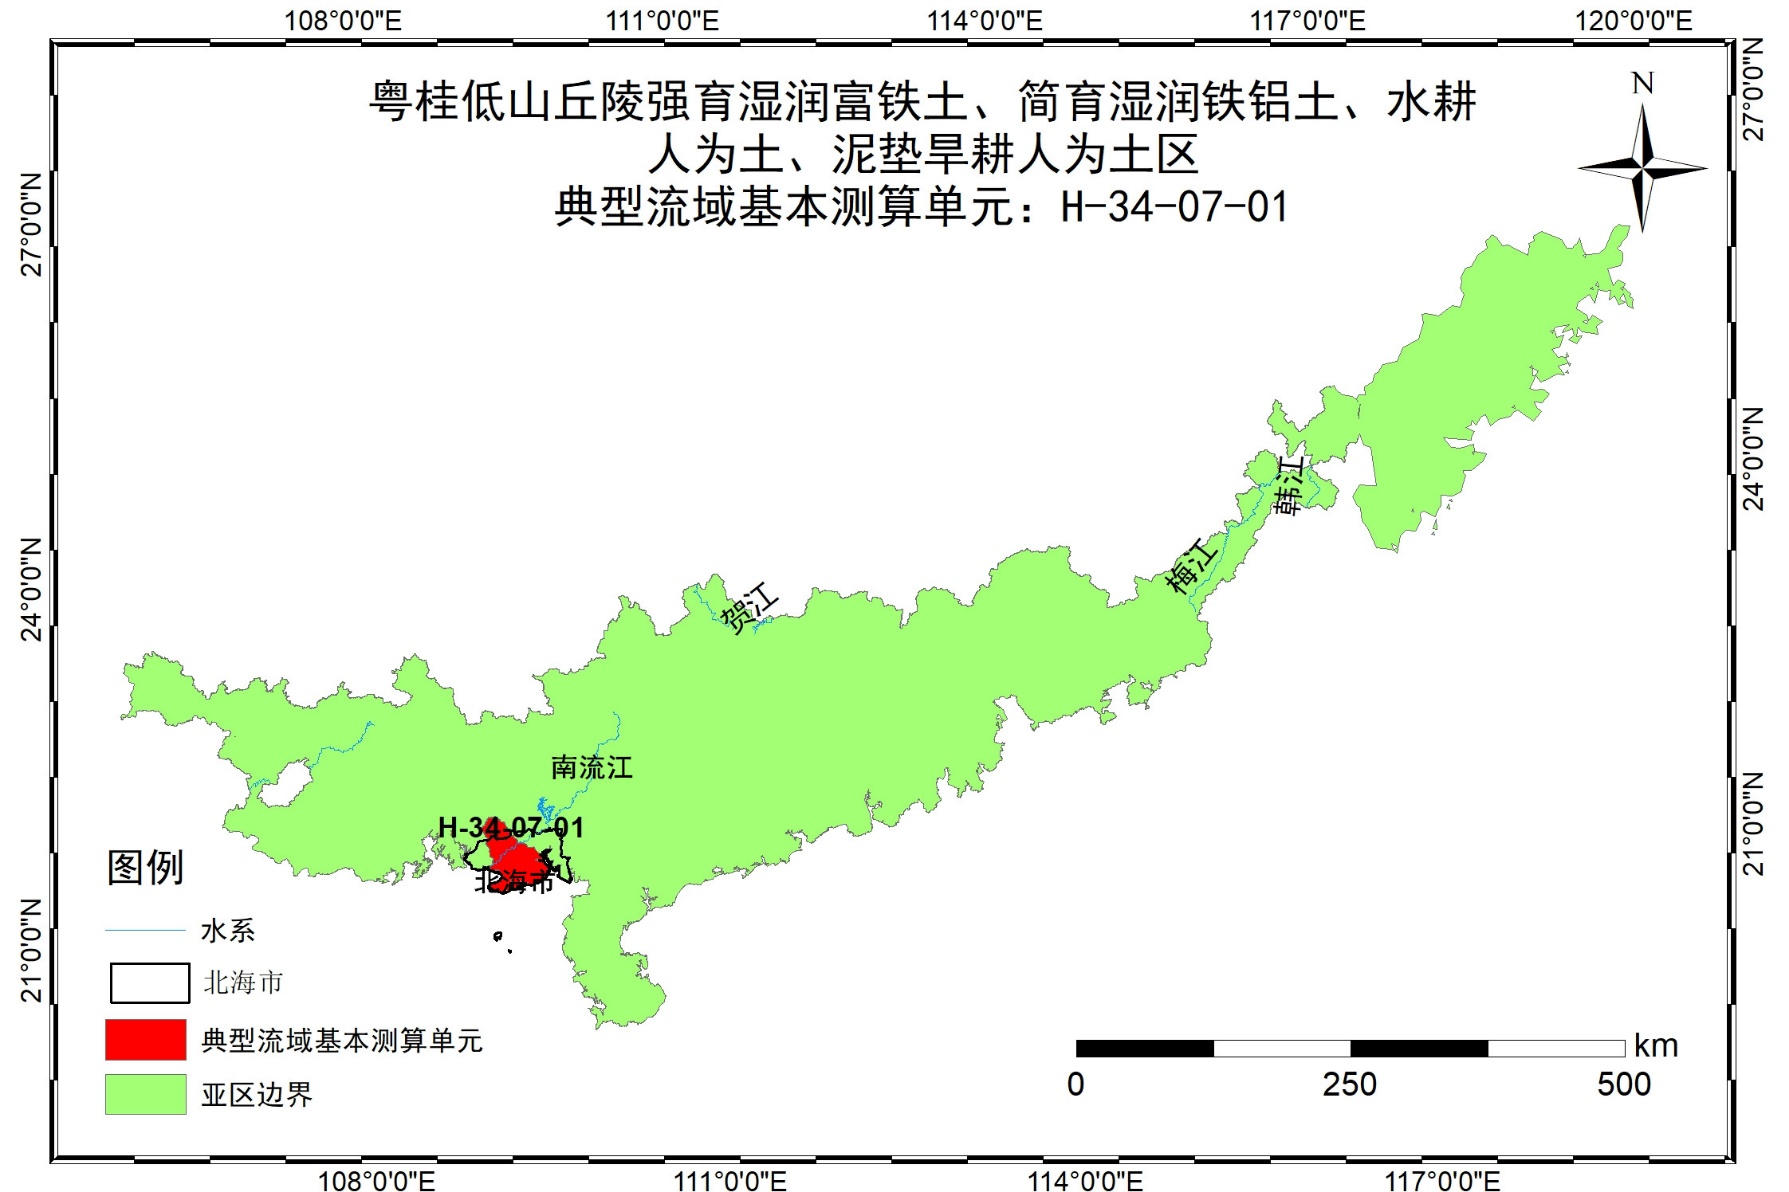 108°0'0"E
111°0'0"E
114°0'0"E
117°0'0"E
120°0'0"E
粤桂低山丘陵强育湿润富铁土、简育湿润铁铝土、水耕
人为土、泥垫旱耕人为土区
典型流域基本测算单元：H-34-07-01
N
27°0'0"N
27°0'0"N
24°0'0"N
24°0'0"N
21°0'0"N
21°0'0"N
韩江
梅江
贺江
南流江
H-34-07-01
北海市
图例
水系
北海市
典型流域基本测算单元
亚区边界
km
0
250
500
108°0'0"E
111°0'0"E
114°0'0"E
117°0'0"E